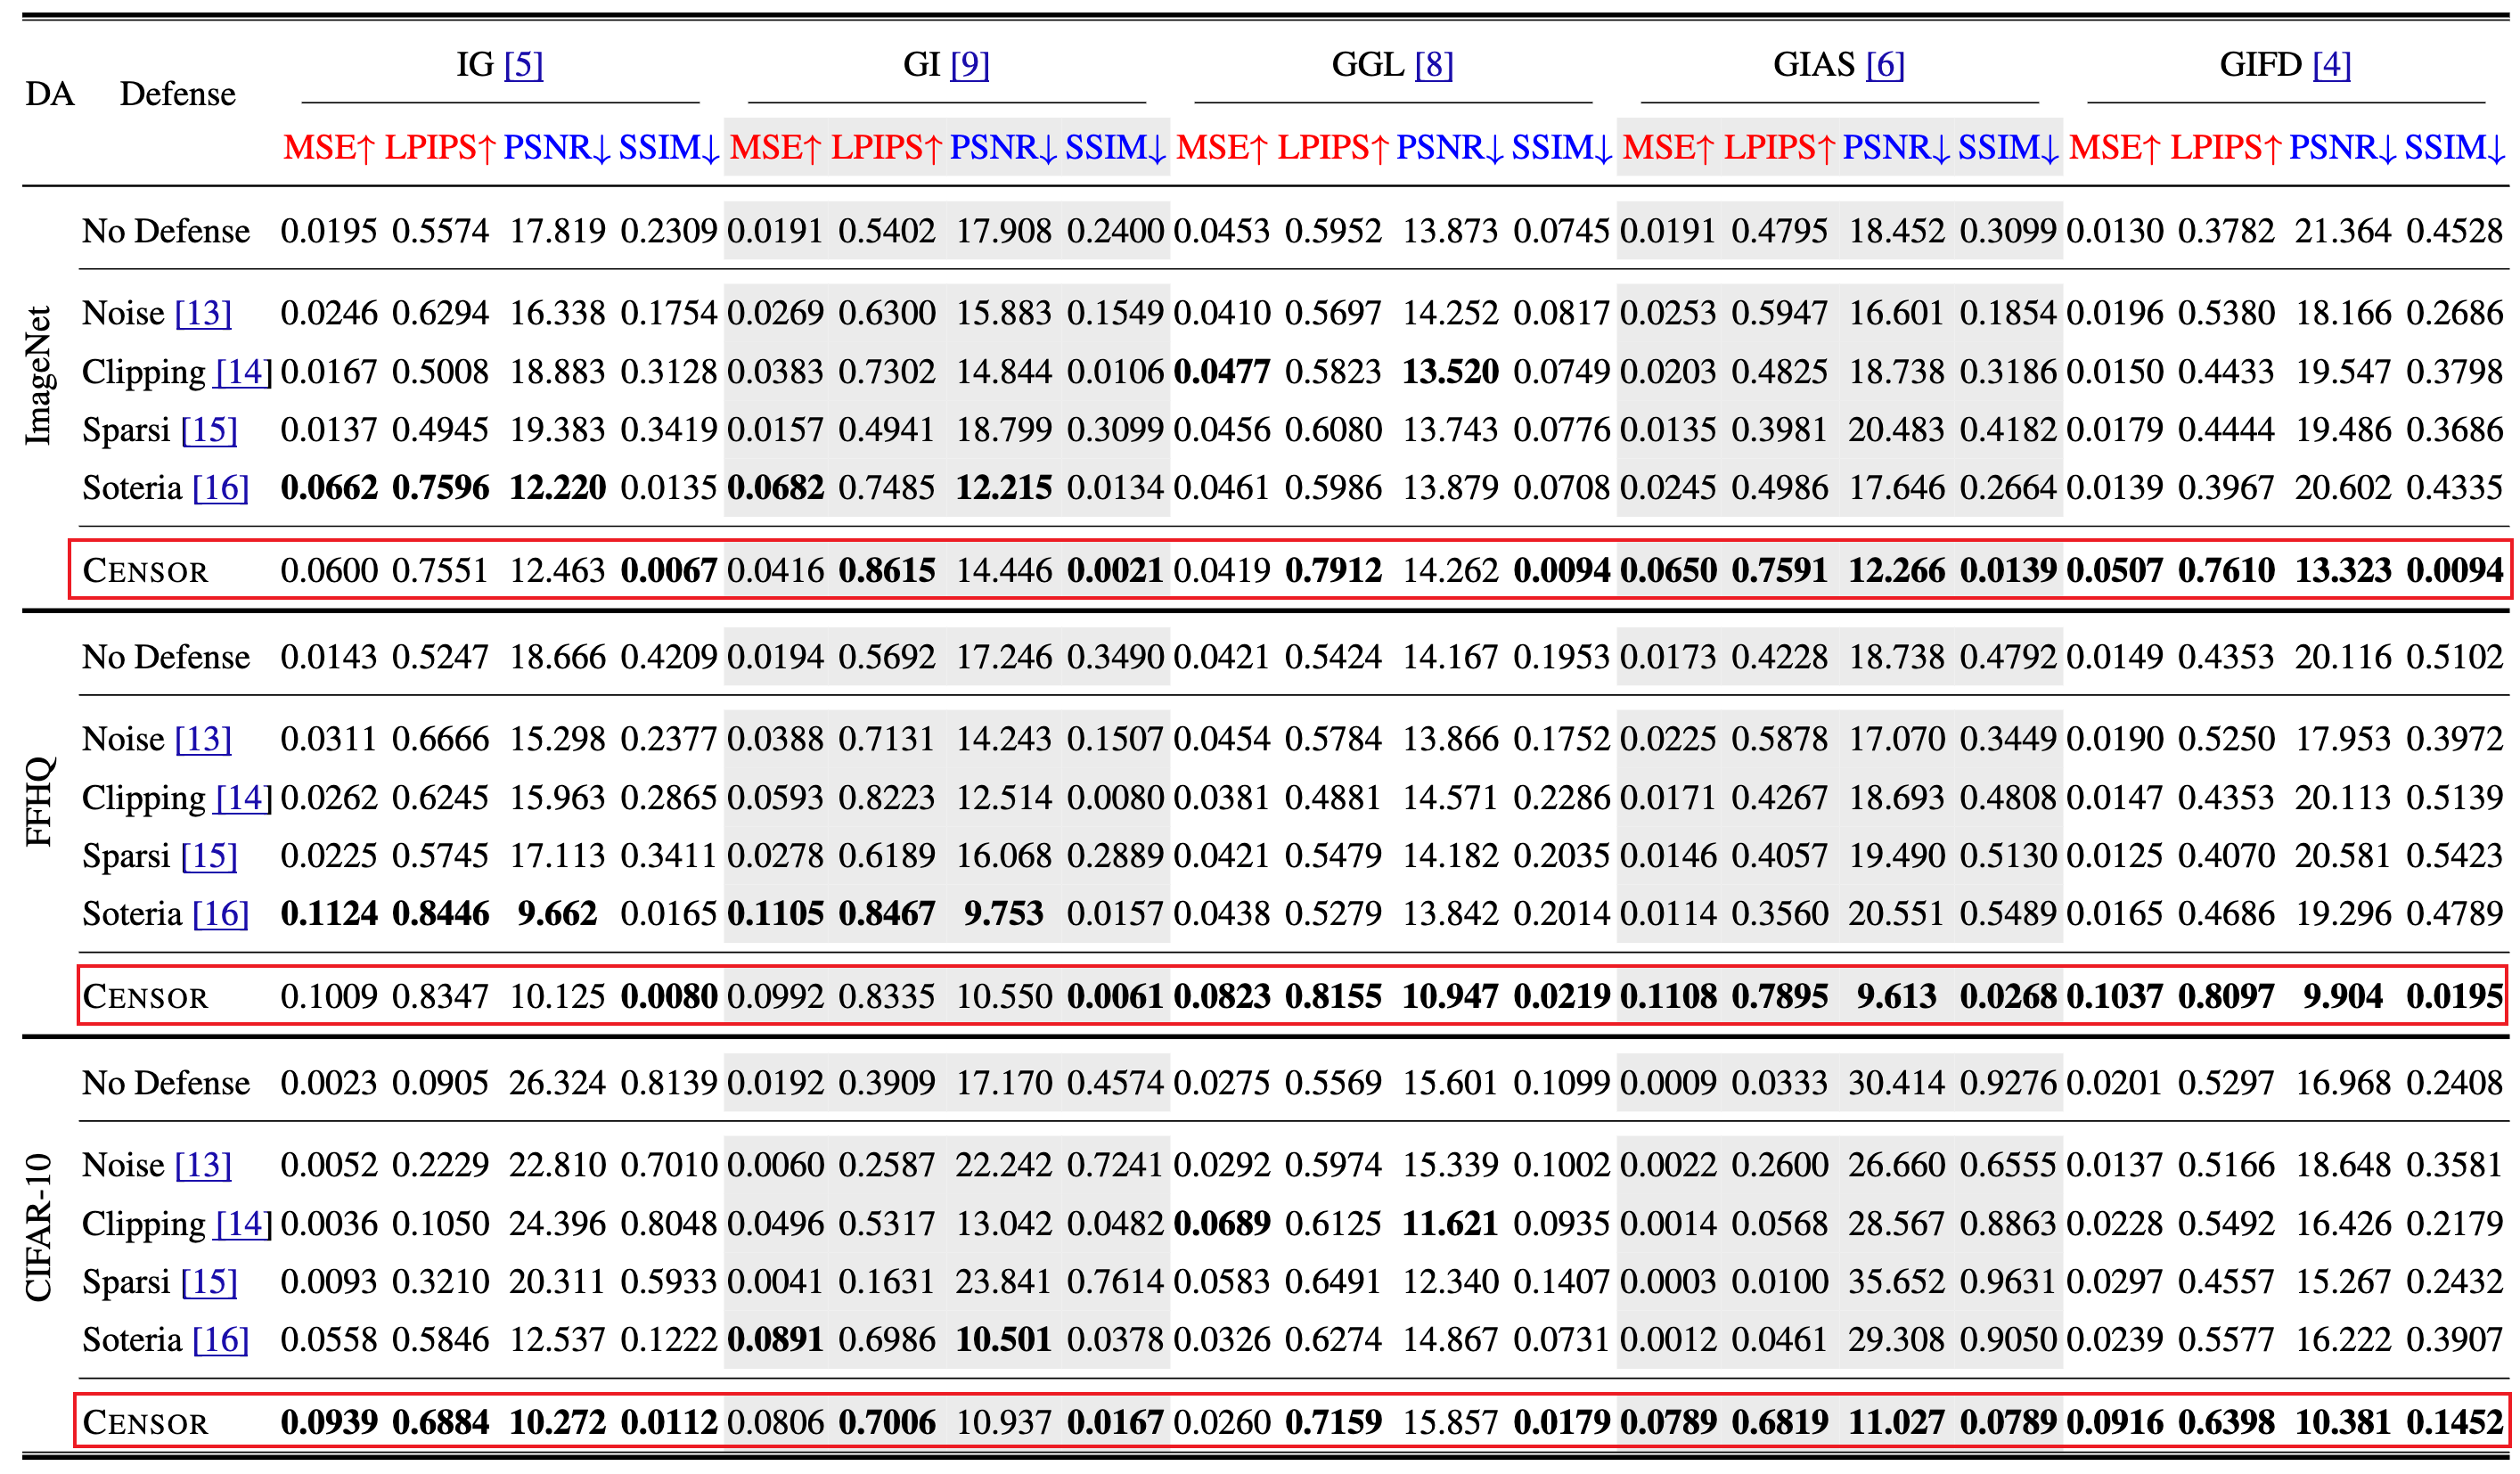 DA Defense IG [5] GI [9] GGL [8] GIAS [6] GIFD [4]
MSE↑ LPIPS↑ PSNR↓ SSIM↓ MSE↑ LPIPS↑ PSNR↓ SSIM↓ MSE↑ LPIPS↑ PSNR↓ SSIM↓ MSE↑ LPIPS↑ PSNR↓ SSIM↓ MSE↑ LPIPS↑ PSNR↓ SSIM↓
ImageNet
No Defense 0.0195 0.5574 17.819 0.2309 0.0191 0.5402 17.908 0.2400 0.0453 0.5952 13.873 0.0745 0.0191 0.4795 18.452 0.3099 0.0130 0.3782 21.364 0.4528
Noise [13] 0.0246 0.6294 16.338 0.1754 0.0269 0.6300 15.883 0.1549 0.0410 0.5697 14.252 0.0817 0.0253 0.5947 16.601 0.1854 0.0196 0.5380 18.166 0.2686
Clipping [14] 0.0167 0.5008 18.883 0.3128 0.0383 0.7302 14.844 0.0106 0.0477 0.5823 13.520 0.0749 0.0203 0.4825 18.738 0.3186 0.0150 0.4433 19.547 0.3798
Sparsi [15] 0.0137 0.4945 19.383 0.3419 0.0157 0.4941 18.799 0.3099 0.0456 0.6080 13.743 0.0776 0.0135 0.3981 20.483 0.4182 0.0179 0.4444 19.486 0.3686
Soteria [16] 0.0662 0.7596 12.220 0.0135 0.0682 0.7485 12.215 0.0134 0.0461 0.5986 13.879 0.0708 0.0245 0.4986 17.646 0.2664 0.0139 0.3967 20.602 0.4335
CENSOR 0.0600 0.7551 12.463 0.0067 0.0416 0.8615 14.446 0.0021 0.0419 0.7912 14.262 0.0094 0.0650 0.7591 12.266 0.0139 0.0507 0.7610 13.323 0.0094
FFHQ
No Defense 0.0143 0.5247 18.666 0.4209 0.0194 0.5692 17.246 0.3490 0.0421 0.5424 14.167 0.1953 0.0173 0.4228 18.738 0.4792 0.0149 0.4353 20.116 0.5102
Noise [13] 0.0311 0.6666 15.298 0.2377 0.0388 0.7131 14.243 0.1507 0.0454 0.5784 13.866 0.1752 0.0225 0.5878 17.070 0.3449 0.0190 0.5250 17.953 0.3972
Clipping [14] 0.0262 0.6245 15.963 0.2865 0.0593 0.8223 12.514 0.0080 0.0381 0.4881 14.571 0.2286 0.0171 0.4267 18.693 0.4808 0.0147 0.4353 20.113 0.5139
Sparsi [15] 0.0225 0.5745 17.113 0.3411 0.0278 0.6189 16.068 0.2889 0.0421 0.5479 14.182 0.2035 0.0146 0.4057 19.490 0.5130 0.0125 0.4070 20.581 0.5423
Soteria [16] 0.1124 0.8446 9.662 0.0165 0.1105 0.8467 9.753 0.0157 0.0438 0.5279 13.842 0.2014 0.0114 0.3560 20.551 0.5489 0.0165 0.4686 19.296 0.4789
CENSOR 0.1009 0.8347 10.125 0.0080 0.0992 0.8335 10.550 0.0061 0.0823 0.8155 10.947 0.0219 0.1108 0.7895 9.613 0.0268 0.1037 0.8097 9.904 0.0195
CIFAR-10
No Defense 0.0023 0.0905 26.324 0.8139 0.0192 0.3909 17.170 0.4574 0.0275 0.5569 15.601 0.1099 0.0009 0.0333 30.414 0.9276 0.0201 0.5297 16.968 0.2408
Noise [13] 0.0052 0.2229 22.810 0.7010 0.0060 0.2587 22.242 0.7241 0.0292 0.5974 15.339 0.1002 0.0022 0.2600 26.660 0.6555 0.0137 0.5166 18.648 0.3581
Clipping [14] 0.0036 0.1050 24.396 0.8048 0.0496 0.5317 13.042 0.0482 0.0689 0.6125 11.621 0.0935 0.0014 0.0568 28.567 0.8863 0.0228 0.5492 16.426 0.2179
Sparsi [15] 0.0093 0.3210 20.311 0.5933 0.0041 0.1631 23.841 0.7614 0.0583 0.6491 12.340 0.1407 0.0003 0.0100 35.652 0.9631 0.0297 0.4557 15.267 0.2432
Soteria [16] 0.0558 0.5846 12.537 0.1222 0.0891 0.6986 10.501 0.0378 0.0326 0.6274 14.867 0.0731 0.0012 0.0461 29.308 0.9050 0.0239 0.5577 16.222 0.3907
CENSOR 0.0939 0.6884 10.272 0.0112 0.0806 0.7006 10.937 0.0167 0.0260 0.7159 15.857 0.0179 0.0789 0.6819 11.027 0.0789 0.0916 0.6398 10.381 0.1452